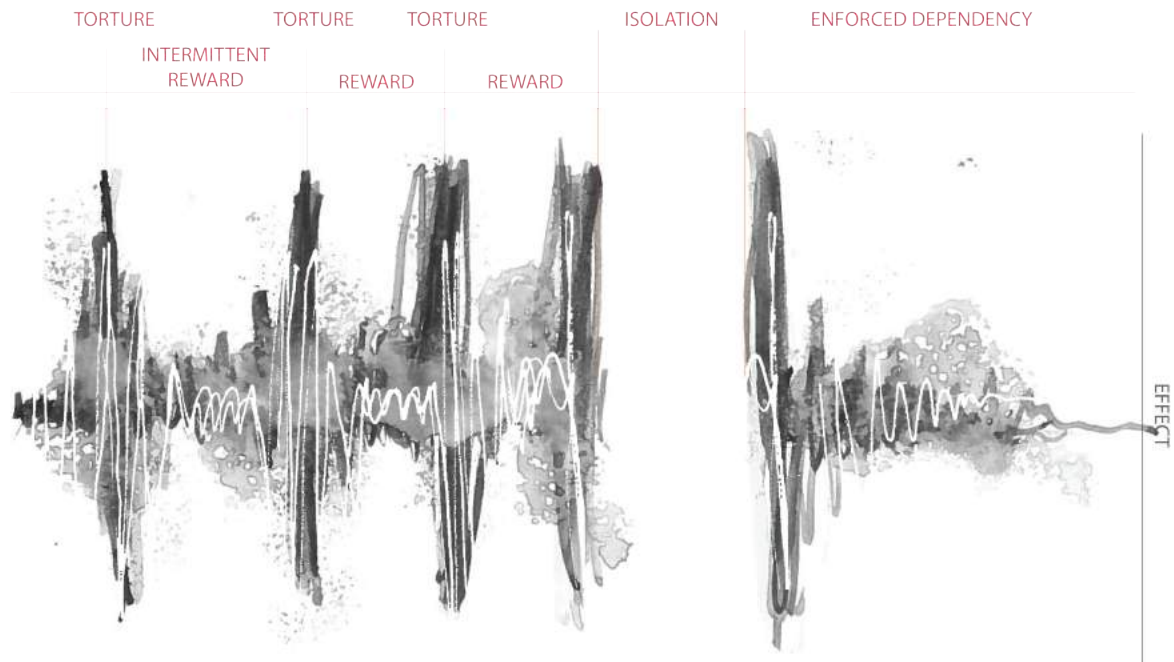 TORTURE
TORTURE
TORTURE
ISOLATION
ENFORCED DEPENDENCY
INTERMITTENT
REWARD
REWARD
REWARD
EFFECT